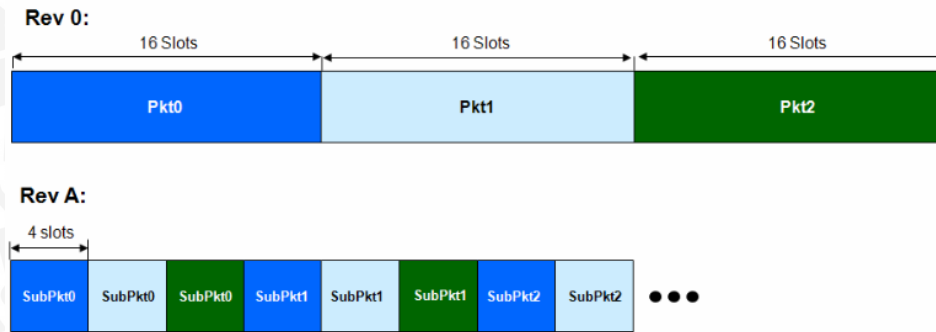 Rev 0:
16 Slots 16 Slots 16 Slots
Pkt0 Pkt1 Pkt2
Rev A:
4 slots
SubPkt0 SubPkt0 SubPkt0 SubPkt1 SubPkt1 SubPkt1 SubPkt2 SubPkt2